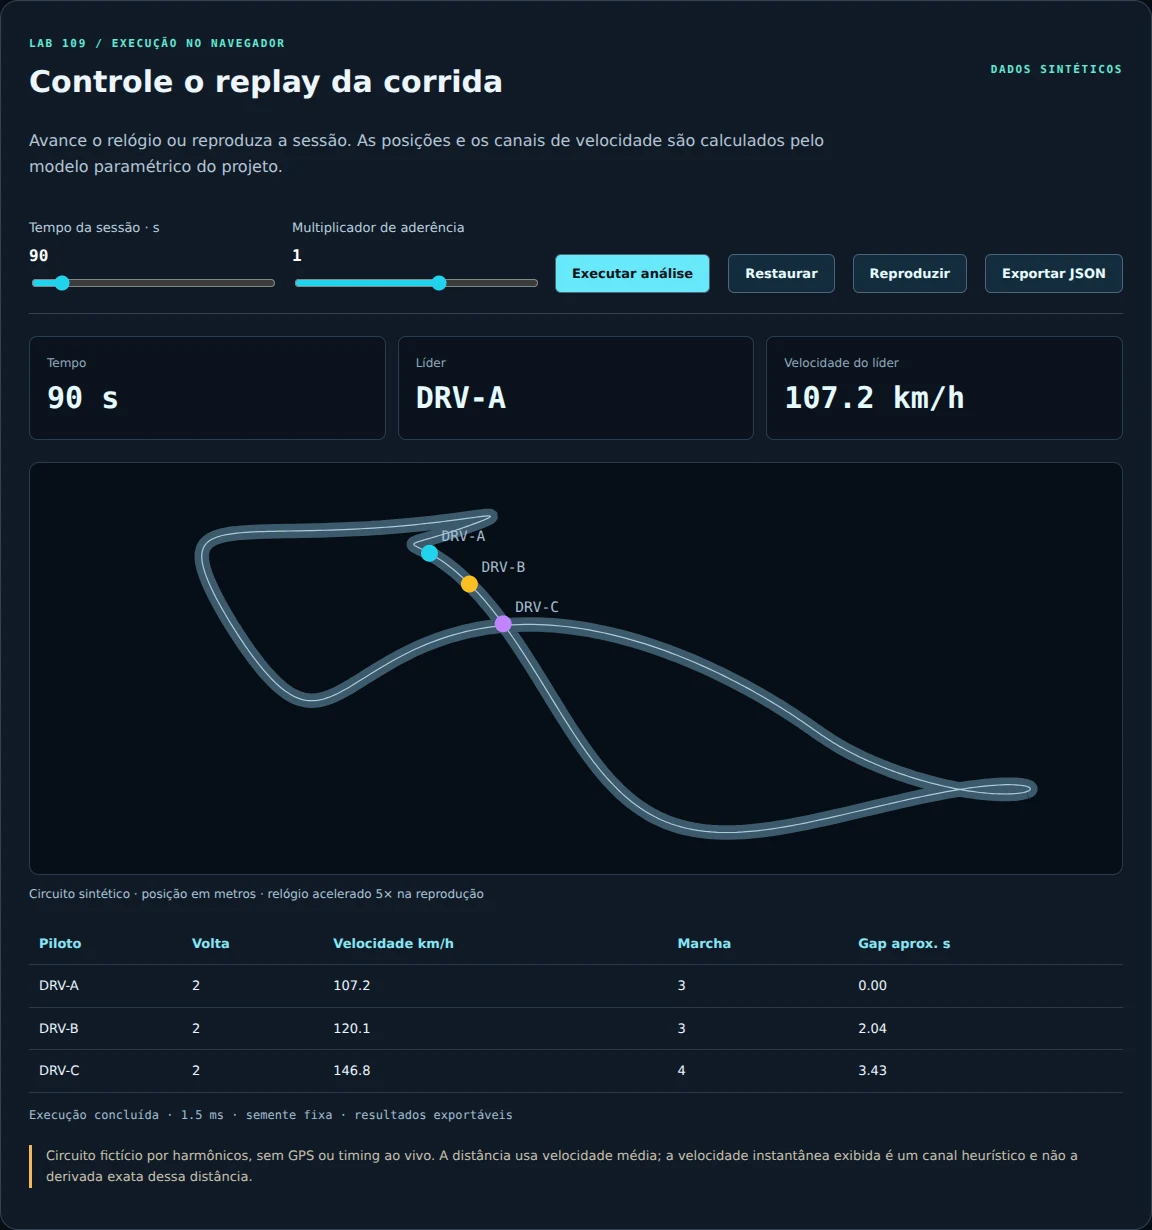 LAB 109 / EXECUÇÃO NO NAVEGADOR
Controle o replay da corrida
DADOS SINTÉTICOS
Avance o relógio ou reproduza a sessão. As posições e os canais de velocidade são calculados pelo
modelo paramétrico do projeto.
Tempo da sessão · s
90
Multiplicador de aderência
1
Executar análise
Restaurar
Reproduzir
Exportar JSON
Tempo
90 s
Líder
DRV-A
Velocidade do líder
107.2 km/h
DRV-A
DRV-B
DRV-C
Circuito sintético · posição em metros · relógio acelerado 5× na reprodução
Piloto Volta Velocidade km/h Marcha Gap aprox. s
DRV-A 2 107.2 3 0.00
DRV-B 2 120.1 3 2.04
DRV-C 2 146.8 4 3.43
Execução concluída · 1.5 ms · semente fixa · resultados exportáveis
Circuito fictício por harmônicos, sem GPS ou timing ao vivo. A distância usa velocidade média; a velocidade instantânea exibida é um canal heurístico e não a
derivada exata dessa distância.